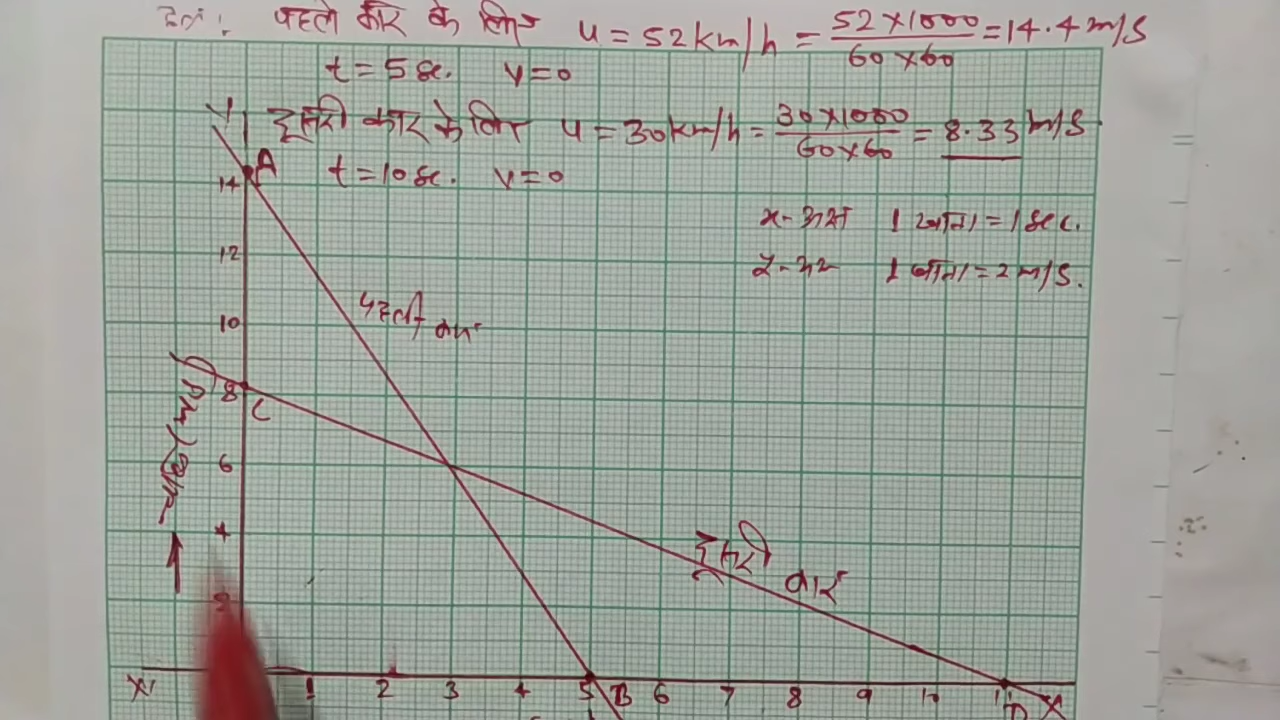 हल: पहले कार के लिए u = 52 km/h = 52×1000 / 60×60 = 14.4 m/s
t = 5 sec. v = 0
Y दूसरी कार के लिए u = 30 km/h = 30×1000 / 60×60 = 8.33 m/s
A t = 10 sec. v = 0
14
x-अक्ष 1 खाना = 1 sec.
12
1 खाना = 2 m/s.
10
पहली कार
8
C
6
4
दूसरी कार
2
X' 1 2 3 4 5 B 6 7 8 9 10 11 D X